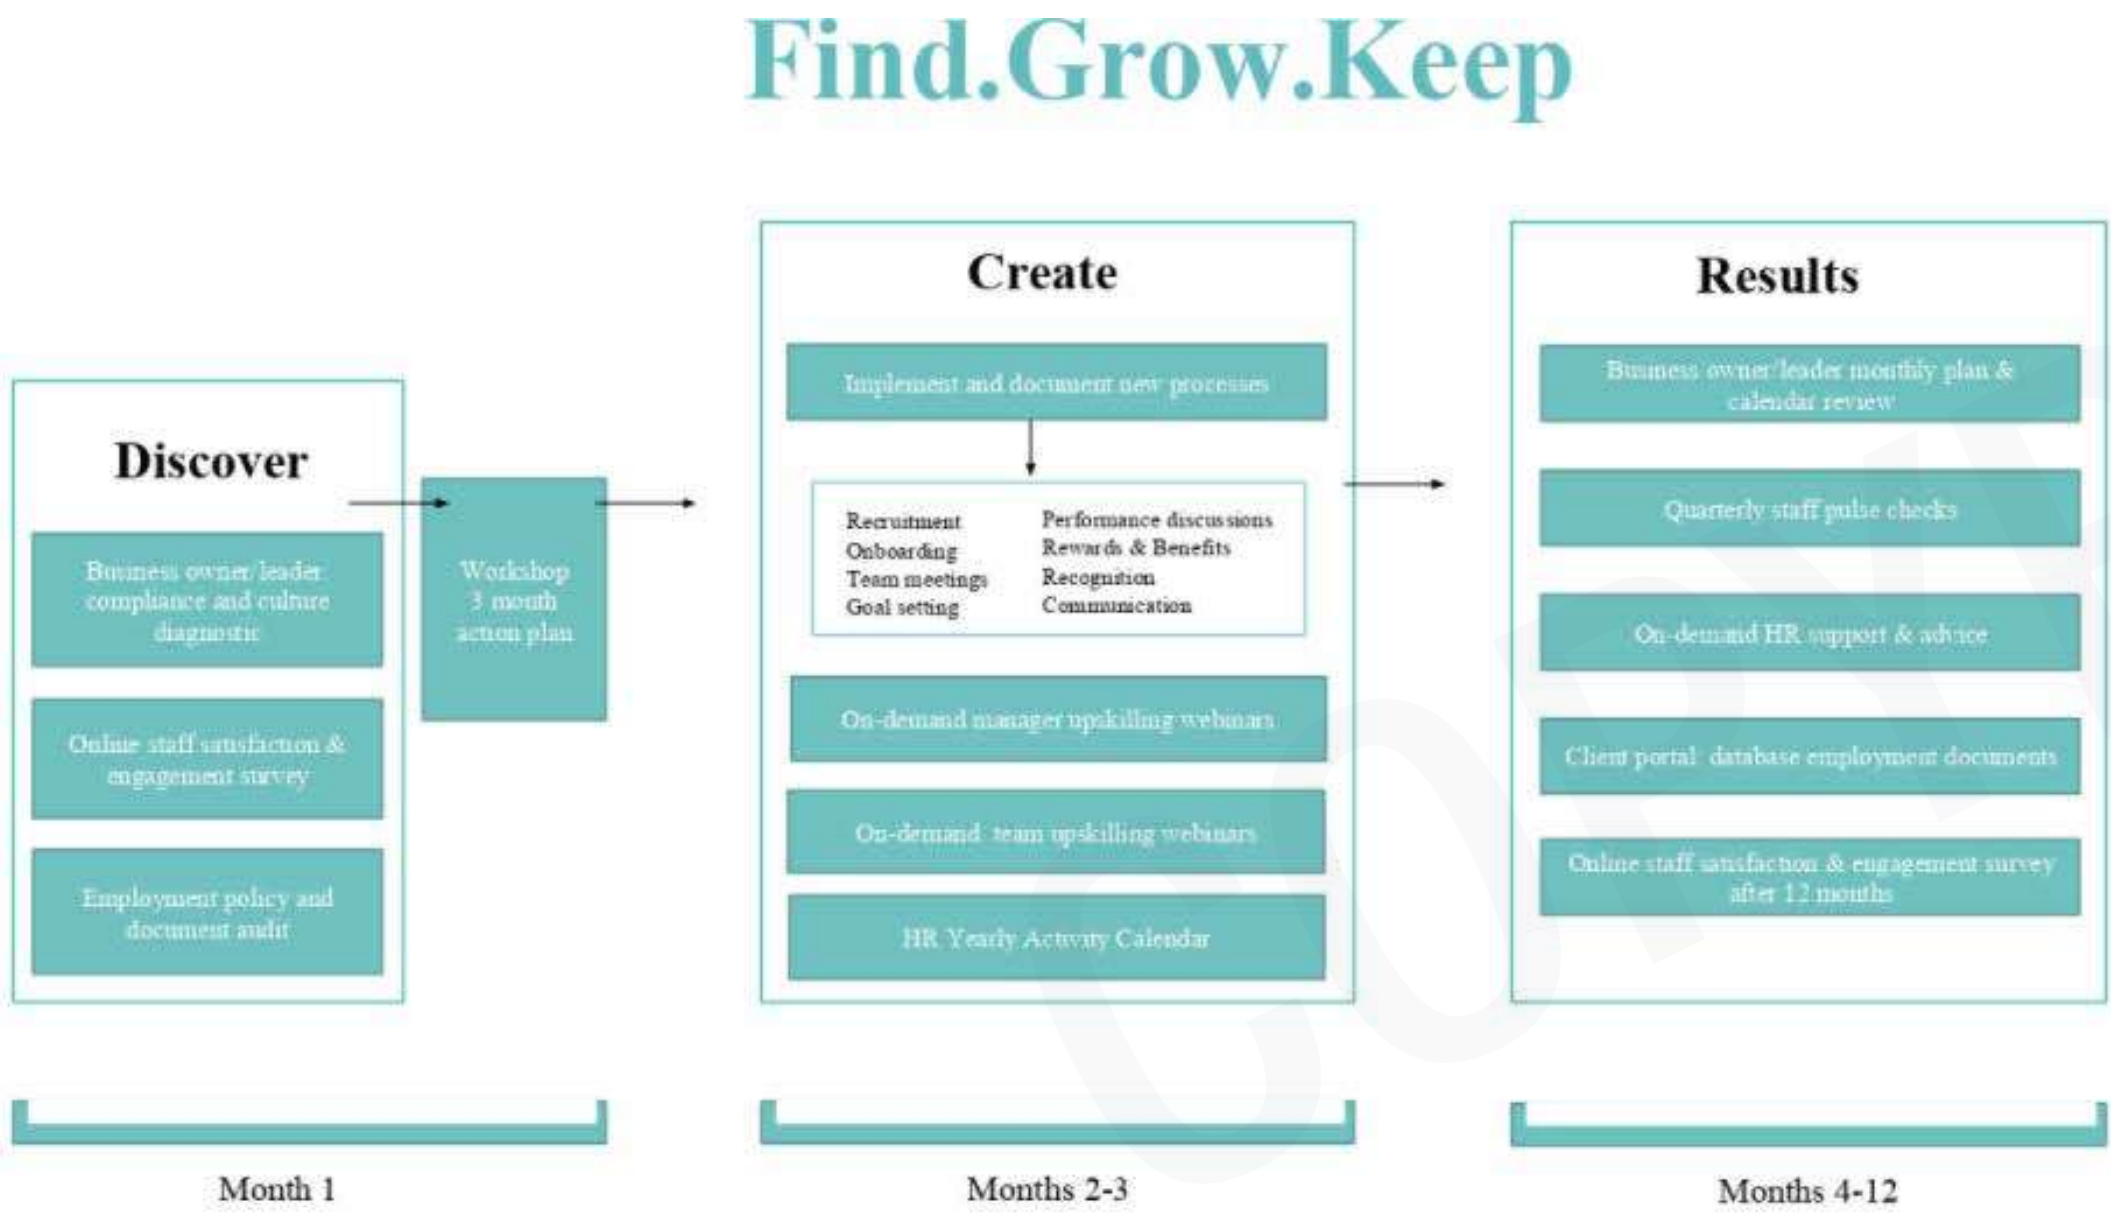 Find.Grow.Keep
Discover
Business owner/leader
compliance and culture
diagnostic
Online staff satisfaction &
engagement survey
Employment policy and
document audit
Workshop
3 month
action plan
Create
Implement and document new processes
Recruitment
Onboarding
Team meetings
Goal setting
Performance discussions
Rewards & Benefits
Recognition
Communication
On-demand manager upskilling webinars
On-demand team upskilling webinars
HR Yearly Activity Calendar
Results
Business owner/leader monthly plan &
calendar review
Quarterly staff pulse checks
On-demand HR support & advice
Client portal: database employment documents
Online staff satisfaction & engagement survey
after 12 months
Month 1
Months 2-3
Months 4-12
COPY